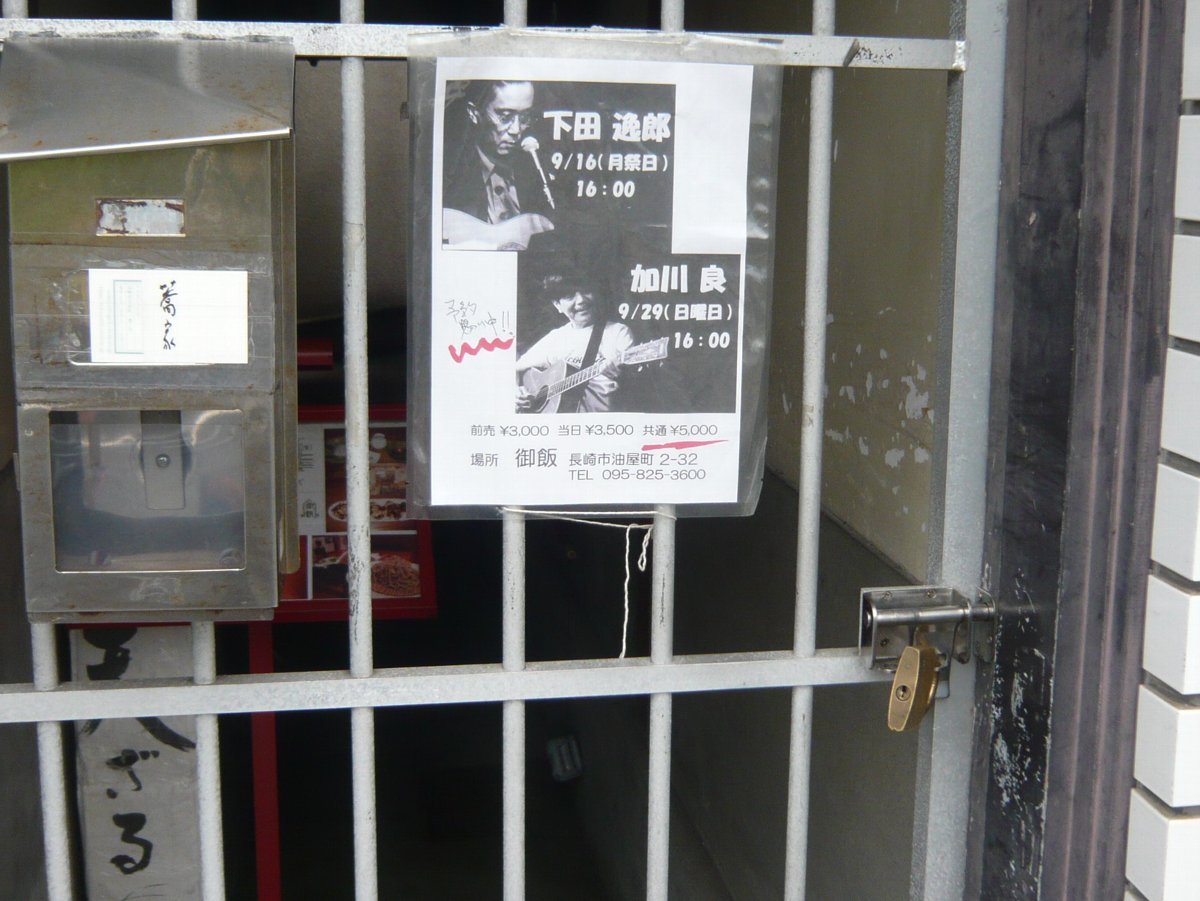 下田 逸郎
9/16(月祭日)
16:00
加川 良
9/29(日曜日)
16:00
予約
受付中!!
前売 ¥3,000 当日 ¥3,500 共通 ¥5,000
場所 御飯 長崎市油屋町 2-32
TEL 095-825-3600
ざる